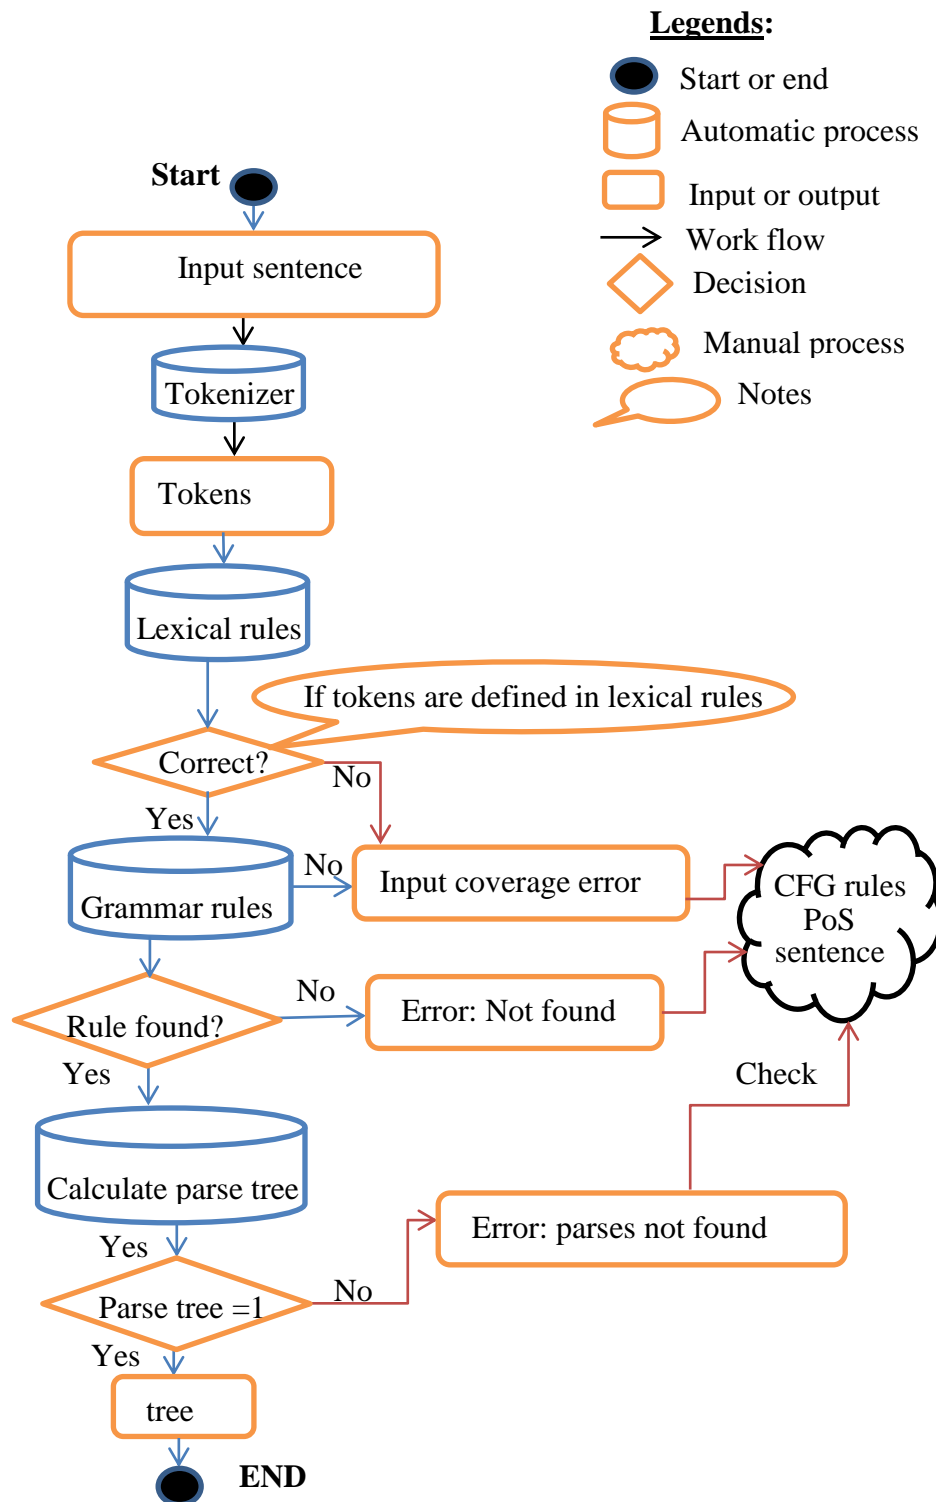 Legends:
Start or end
Automatic process
Input or output
Work flow
Decision
Manual process
Notes
Start
Input sentence
Tokenizer
Tokens
Lexical rules
If tokens are defined in lexical rules
Correct?
No
Yes
Grammar rules
No
Input coverage error
CFG rules
PoS
sentence
Rule found?
No
Error: Not found
Yes
Check
Calculate parse tree
Error: parses not found
Yes
Parse tree =1
No
Yes
tree
END